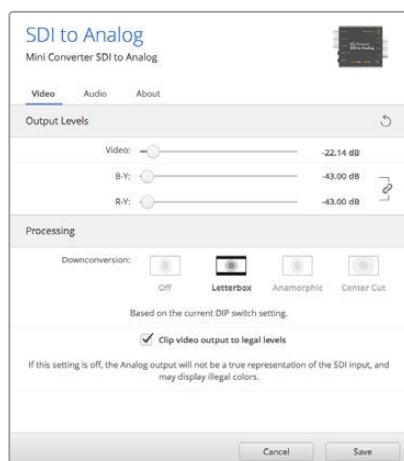 SDI to Analog
Mini Converter SDI to Analog
Video Audio About
Output Levels
Video: -22.14 dB
B-Y: -43.00 dB
R-Y: -43.00 dB
Processing
Downconversion:
Off Letterbox Anamorphic Center Cut
Based on the current DIP switch setting.
Clip video output to legal levels
If this setting is off, the Analog output will not be a true representation of the SDI input, and
may display illegal colors.
Cancel Save